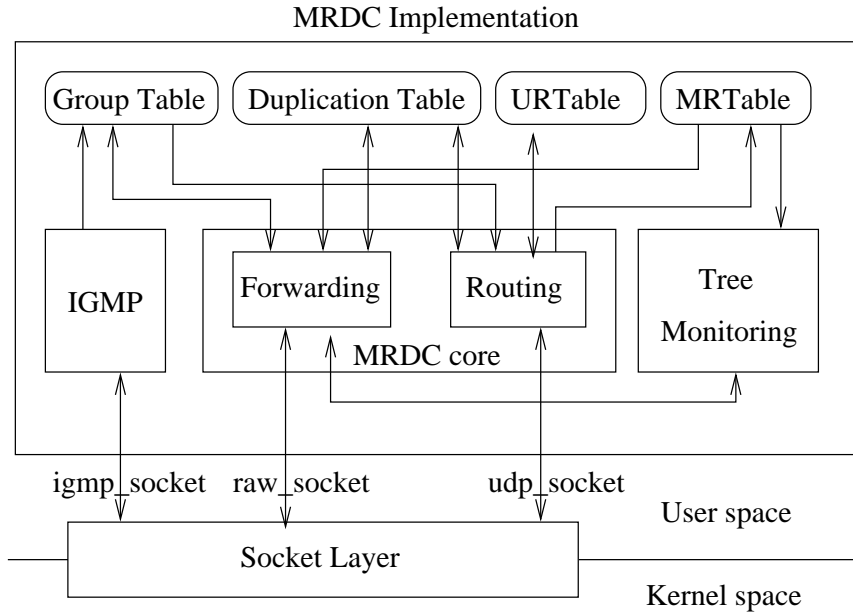 MRDC Implementation
Group Table
Duplication Table
URTable
MRTable
IGMP
Forwarding
Routing
Tree
Monitoring
MRDC core
igmp_socket
raw_socket
udp_socket
User space
Socket Layer
Kernel space